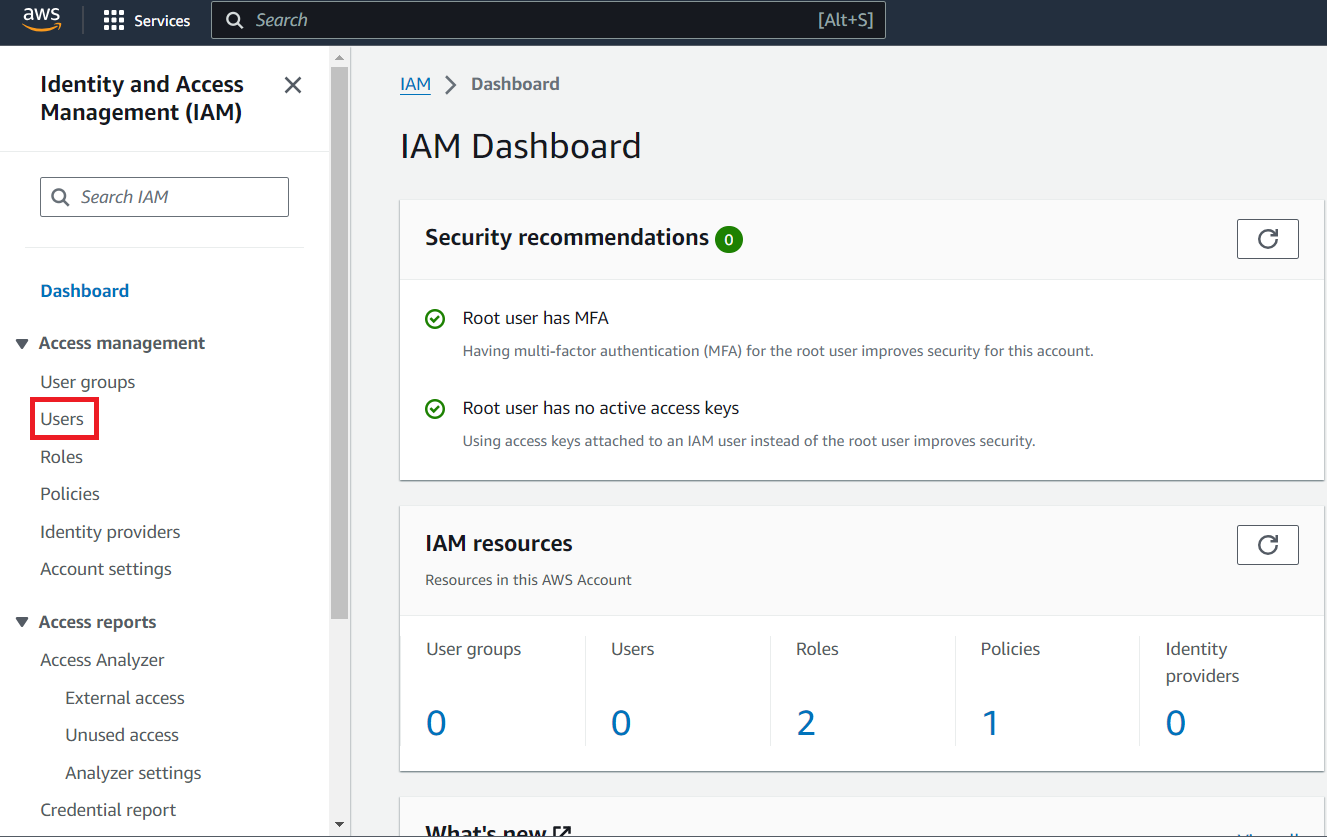 aws
Services
Search
[Alt+S]
Identity and Access
Management (IAM)
Search IAM
Dashboard
Access management
User groups
Users
Roles
Policies
Identity providers
Account settings
Access reports
Access Analyzer
External access
Unused access
Analyzer settings
Credential report
IAM > Dashboard
IAM Dashboard
Security recommendations 0
Root user has MFA
Having multi-factor authentication (MFA) for the root user improves security for this account.
Root user has no active access keys
Using access keys attached to an IAM user instead of the root user improves security.
IAM resources
Resources in this AWS Account
User groups
0
Users
0
Roles
2
Policies
1
Identity
providers
0
What's new